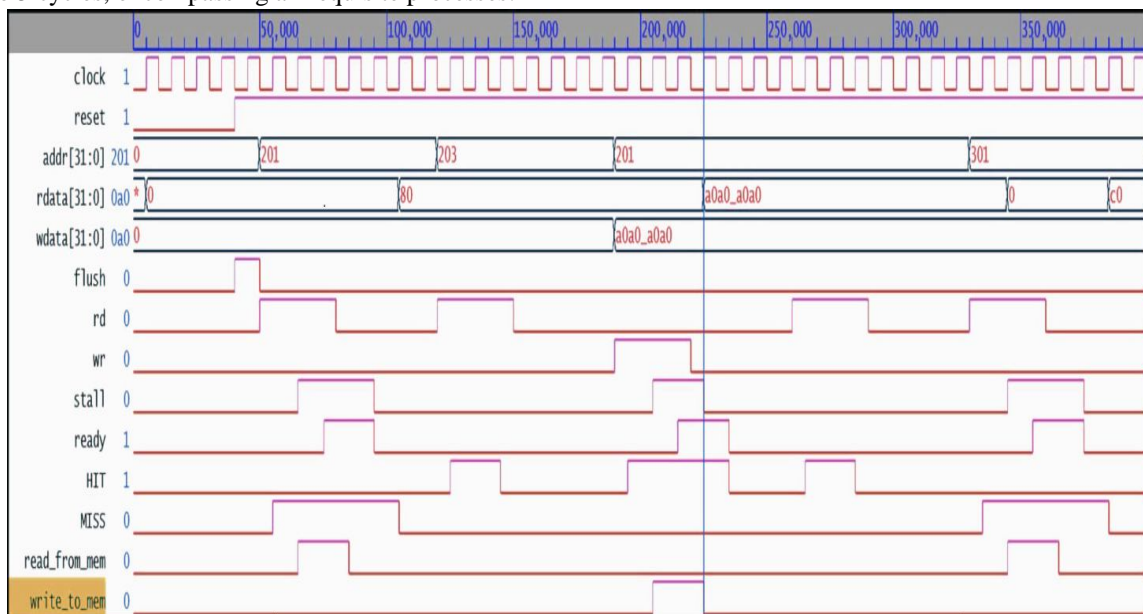 0 50,000 100,000 150,000 200,000 250,000 300,000 350,000
clock 1
reset 1
addr[31:0] 201 0 201 203 201 301
rdata[31:0] 0a0 * 0 80 a0a0_a0a0 0 c0
wdata[31:0] 0a0 0 a0a0_a0a0
flush 0
rd 0
wr 0
stall 0
ready 1
HIT 1
MISS 0
read_from_mem 0
write_to_mem 0